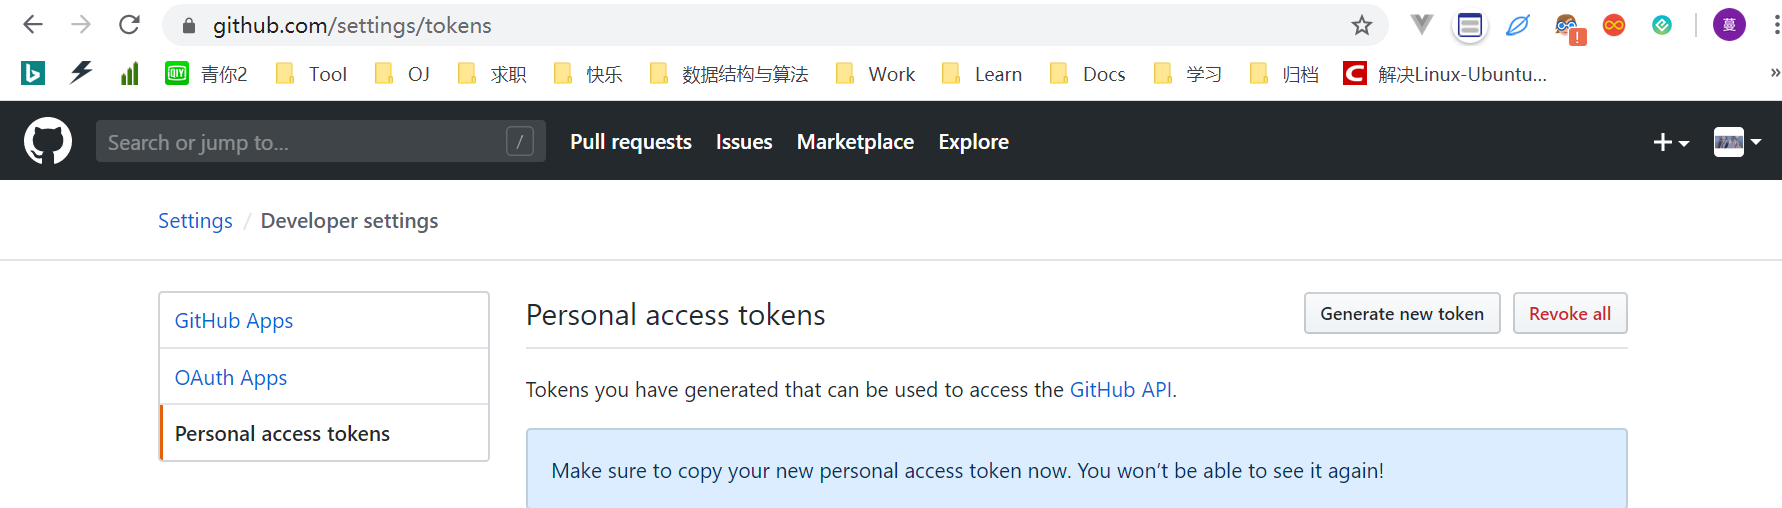 github.com/settings/tokens 蔓
青你2 Tool OJ 求职 快乐 数据结构与算法 Work Learn Docs 学习 归档 C 解决Linux-Ubuntu... »
Search or jump to... / Pull requests Issues Marketplace Explore
Settings / Developer settings
GitHub Apps
OAuth Apps
Personal access tokens
Personal access tokens Generate new token Revoke all
Tokens you have generated that can be used to access the GitHub API.
Make sure to copy your new personal access token now. You won’t be able to see it again!